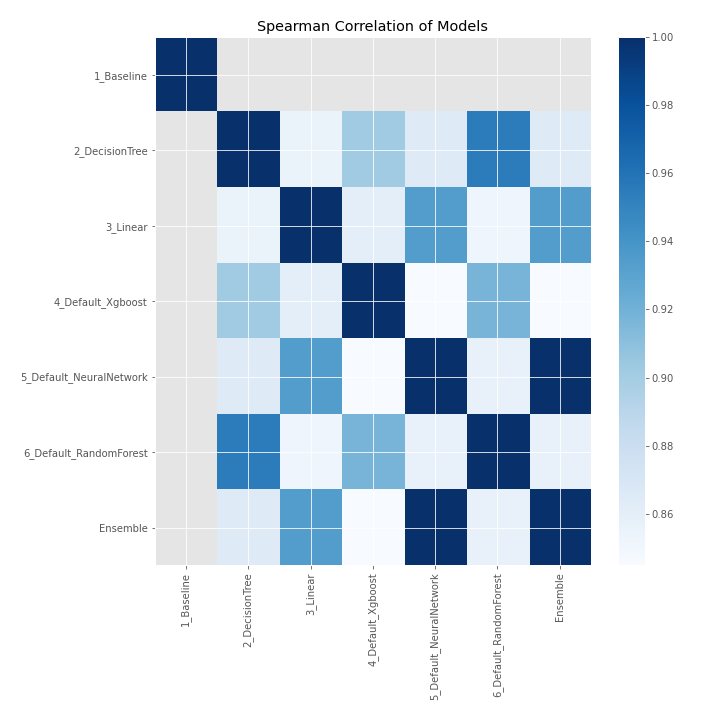 Spearman Correlation of Models
1_Baseline
2_DecisionTree
3_Linear
4_Default_Xgboost
5_Default_NeuralNetwork
6_Default_RandomForest
Ensemble
1_Baseline
2_DecisionTree
3_Linear
4_Default_Xgboost
5_Default_NeuralNetwork
6_Default_RandomForest
Ensemble
1.00
0.98
0.96
0.94
0.92
0.90
0.88
0.86